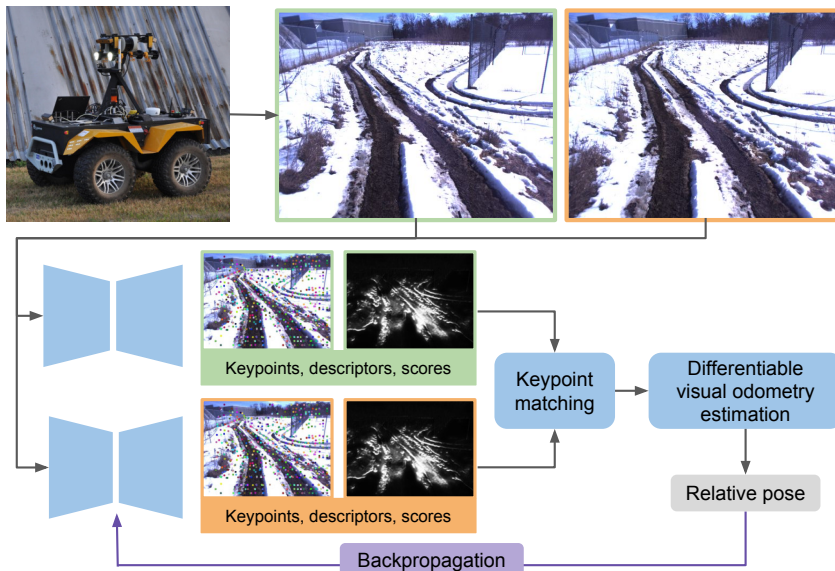 Keypoints, descriptors, scores
Keypoint
matching
Differentiable
visual odometry
estimation
Keypoints, descriptors, scores
Relative pose
Backpropagation